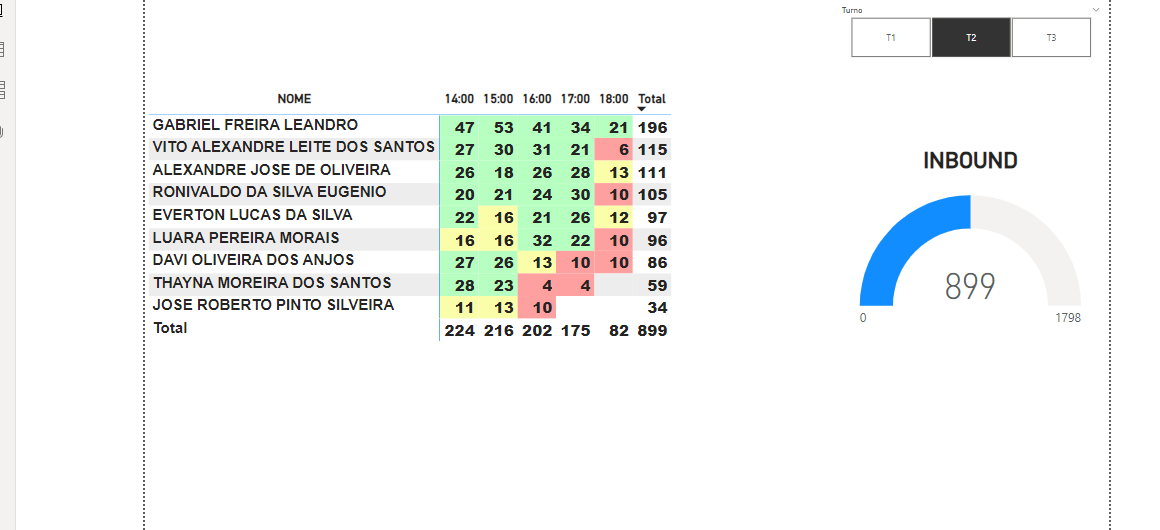 Turno
T1 T2 T3
NOME 14:00 15:00 16:00 17:00 18:00 Total
GABRIEL FREIRA LEANDRO 47 53 41 34 21 196
VITO ALEXANDRE LEITE DOS SANTOS 27 30 31 21 6 115
ALEXANDRE JOSE DE OLIVEIRA 26 18 26 28 13 111
RONIVALDO DA SILVA EUGENIO 20 21 24 30 10 105
EVERTON LUCAS DA SILVA 22 16 21 26 12 97
LUARA PEREIRA MORAIS 16 16 32 22 10 96
DAVI OLIVEIRA DOS ANJOS 27 26 13 10 10 86
THAYNA MOREIRA DOS SANTOS 28 23 4 4 59
JOSE ROBERTO PINTO SILVEIRA 11 13 10 34
Total 224 216 202 175 82 899
INBOUND
899
0 1798